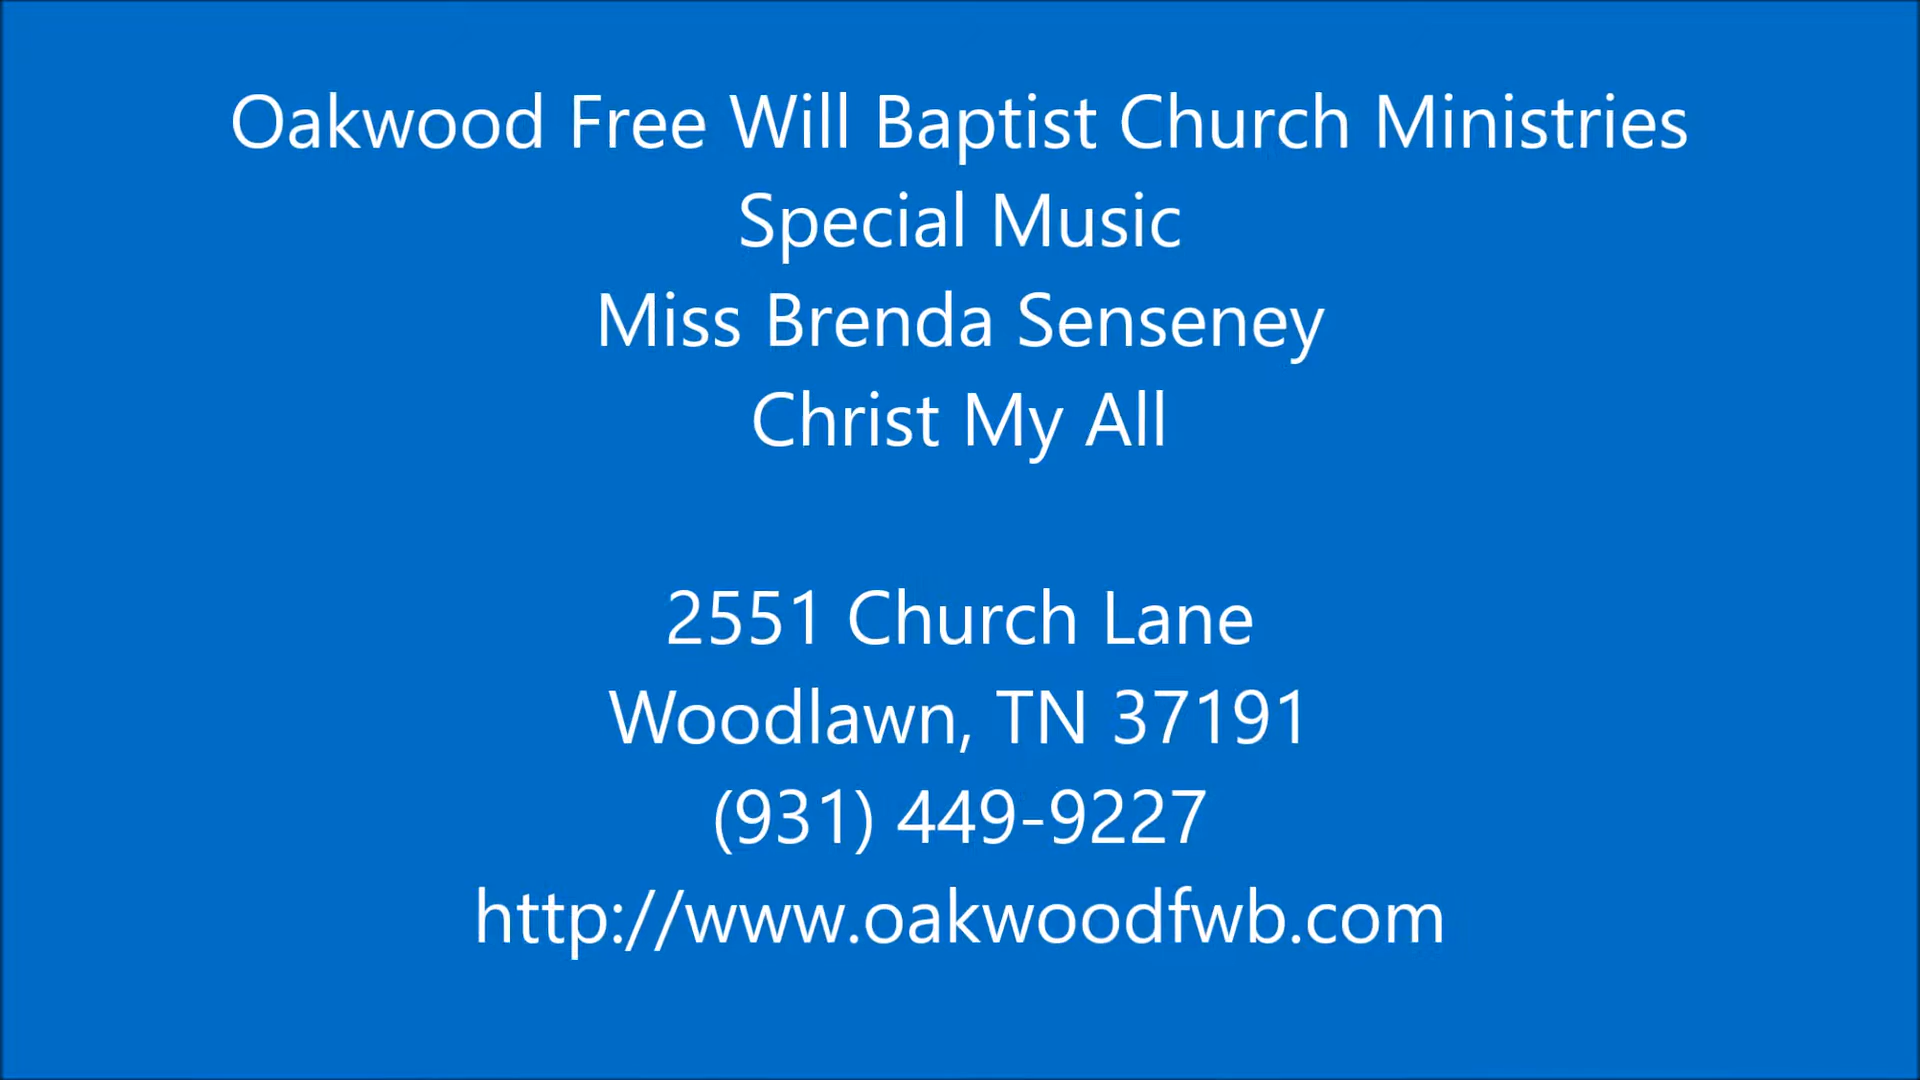 Oakwood Free Will Baptist Church Ministries
Special Music
Miss Brenda Senseney
Christ My All
2551 Church Lane
Woodlawn, TN 37191
(931) 449-9227
http://www.oakwoodfwb.com